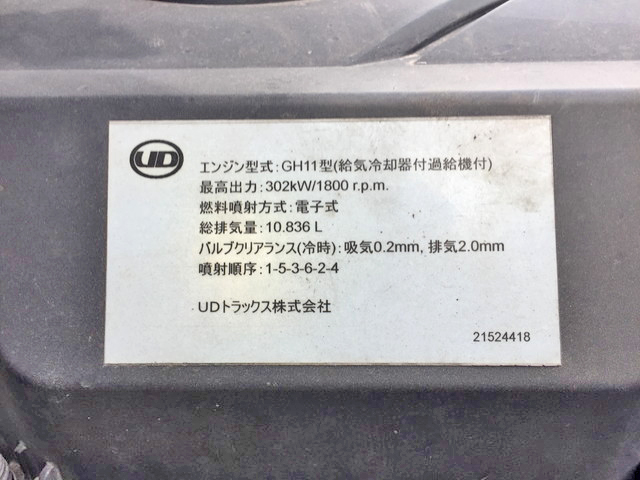 UD
エンジン型式:GH11型(給気冷却器付過給機付)
最高出力:302kW/1800 r.p.m.
燃料噴射方式:電子式
総排気量:10.836 L
バルブクリアランス(冷時):吸気0.2mm, 排気2.0mm
噴射順序:1-5-3-6-2-4
UDトラックス株式会社
21524418